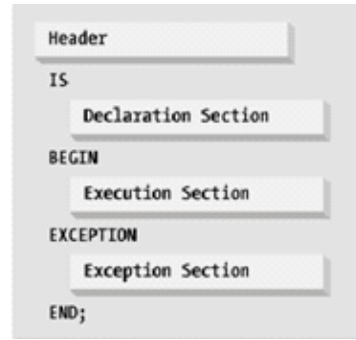 Header
IS
Declaration Section
BEGIN
Execution Section
EXCEPTION
Exception Section
END;